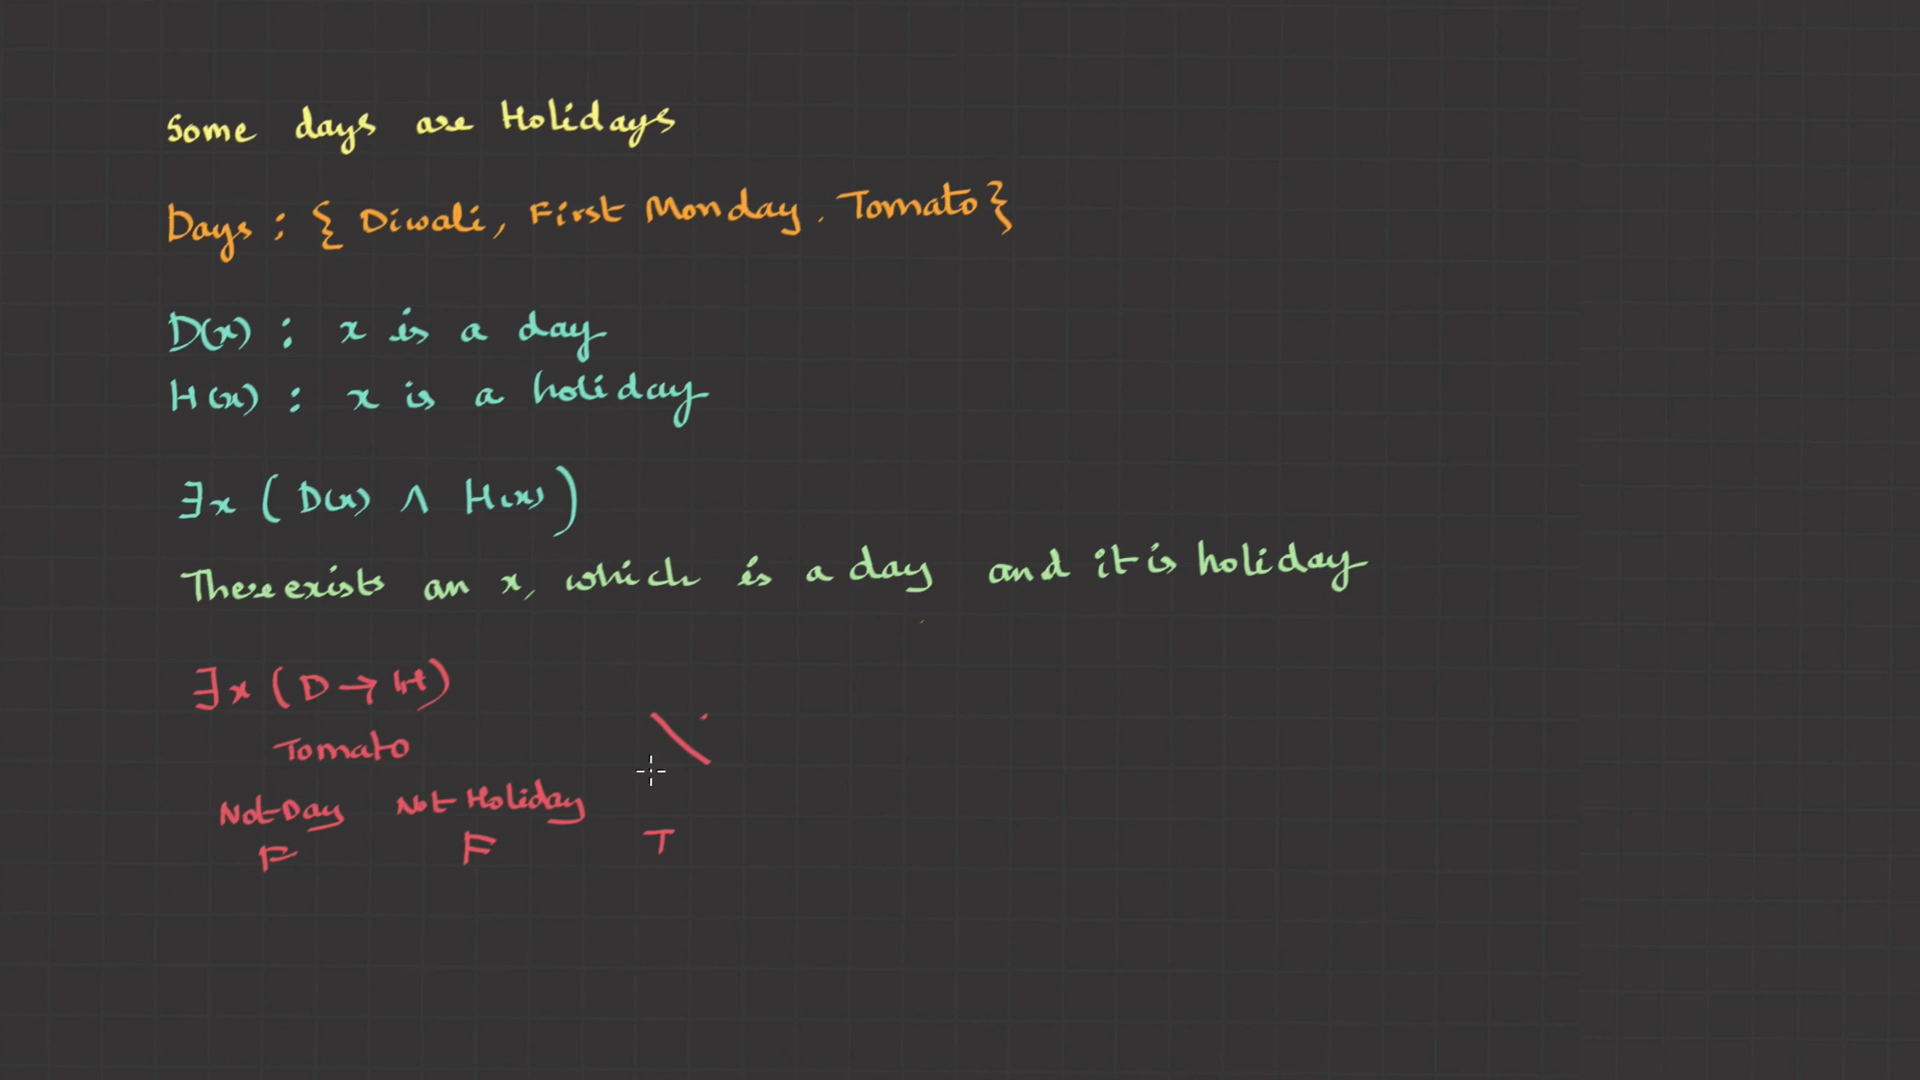 Some days are Holidays
Days : { Diwali, First Monday. Tomato}
D(x) : x is a day
H(x) : x is a holiday
∃x ( D(x) ∧ H(x) )
There exists an x, which is a day and it is holiday
∃x (D → H)
Tomato
Not Day Not Holiday
F F T